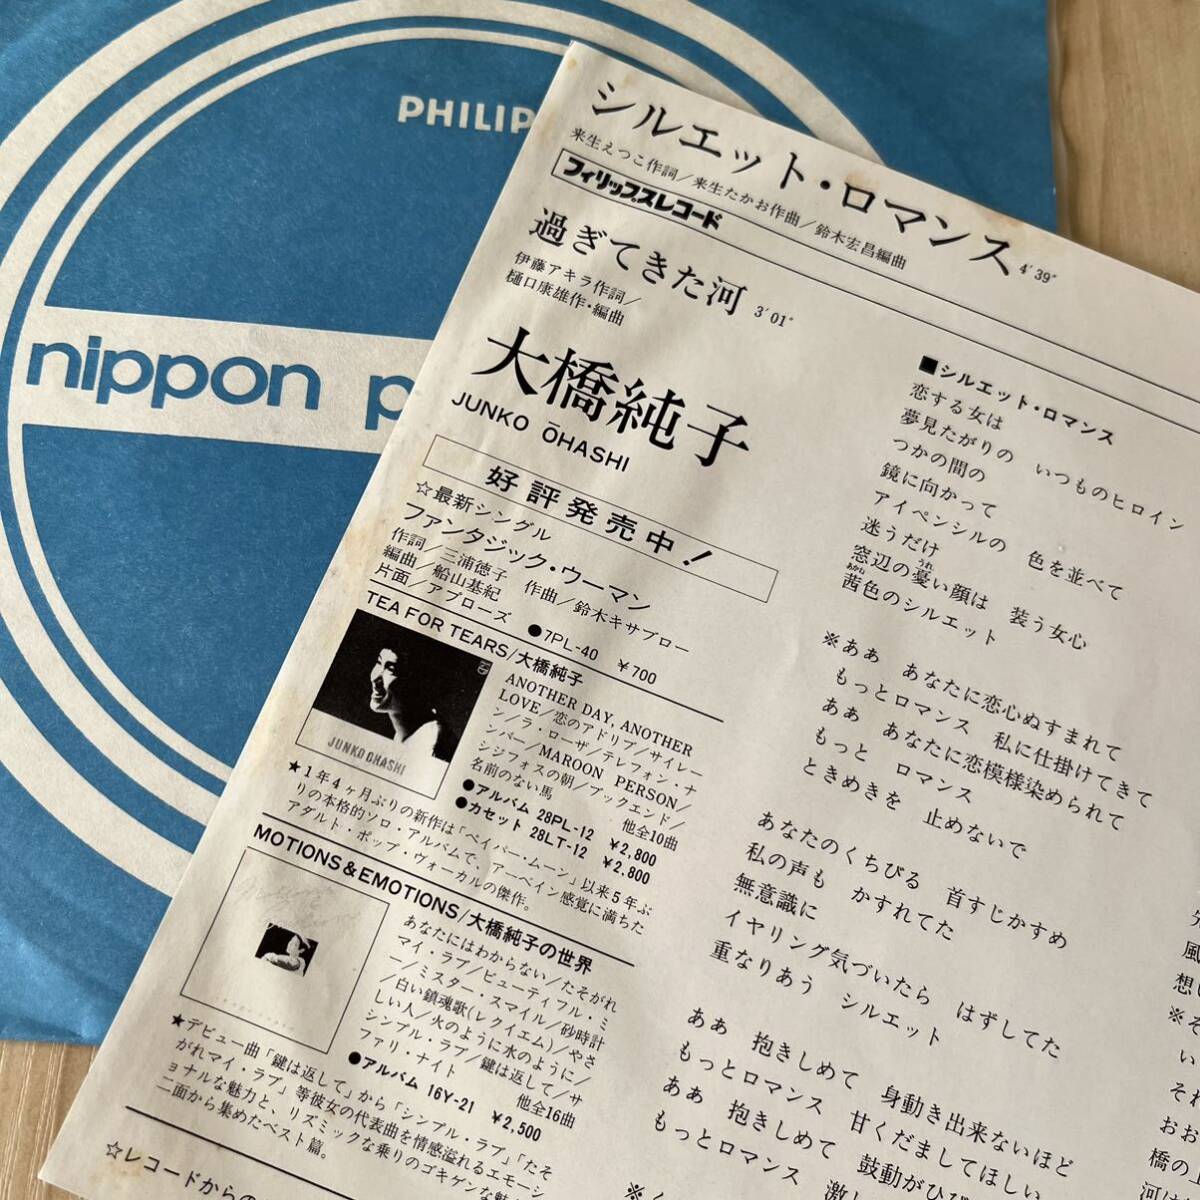 PHILIP
nippon p
シルエット・ロマンス 4'39"
来生えつこ作詞/来生たかお作曲/鈴木宏昌編曲
フィリップスレコード
過ぎてきた河 3'01"
伊藤アキラ作詞/
樋口康雄作・編曲
大橋純子
JUNKO ŌHASHI
好評発売中!
☆最新シングル
ファンタジック・ウーマン
作詞/三浦徳子 作曲/鈴木キサブロー
編曲/船山基紀
片面/アプローズ ●7PL-40 ¥700
TEA FOR TEARS/大橋純子
JUNKO OHASHI
ANOTHER DAY, ANOTHER
LOVE/恋のアドリブ/サイレー
ン/ラ・ローザ/テレフォン・ナ
ンバー/MAROON PERSON/
シジフォスの朝/ブックエンド/
名前のない馬 他全10曲
●アルバム 28PL-12 ¥2,800
●カセット 28LT-12 ¥2,800
★1年4ヶ月ぶりの新作は「ペイパー・ムーン」以来5年ぶ
りの本格的ソロ・アルバムで、アーベイン感覚に満ちた
アダルト・ポップ・ヴォーカルの傑作。
MOTIONS&EMOTIONS/大橋純子の世界
あなたにはわからない/たそがれ
マイ・ラブ/ビューティフル・ミ
ー/ミスター・スマイル/砂時計
/白い鎮魂歌(レクイエム)/やさ
しい人/火のように水のように/
シンプル・ラブ/鍵は返して/サ
ファリ・ナイト 他全16曲
●アルバム 16Y-21 ¥2,500
★デビュー曲「鍵は返して」から「シンプル・ラブ」「たそ
がれマイ・ラブ」等彼女の代表曲を情感溢れるエモーシ
ョナルな魅力と、リズミックな乗りのゴキゲンな魅
二面から集めたベスト篇。
☆レコードからの
■シルエット・ロマンス
恋する女は
夢見たがりの いつものヒロイン
つかの間の
鏡に向かって
アイペンシルの 色を並べて
迷うだけ
窓辺の憂い顔は 装う女心
茜色のシルエット
※ああ あなたに恋心ぬすまれて
もっとロマンス 私に仕掛けてきて
ああ あなたに恋模様染められて
もっと ロマンス
ときめきを 止めないで
あなたのくちびる 首すじかすめ
私の声も かすれてた
無意識に
イヤリング気づいたら はずしてた
重なりあう シルエット
ああ 抱きしめて 身動き出来ないほど
もっとロマンス 甘くだましてほしい
ああ 抱きしめて 鼓動がひび
もっとロマンス 激し
風
想い
※そ
い
それ
おお
橋の
河は